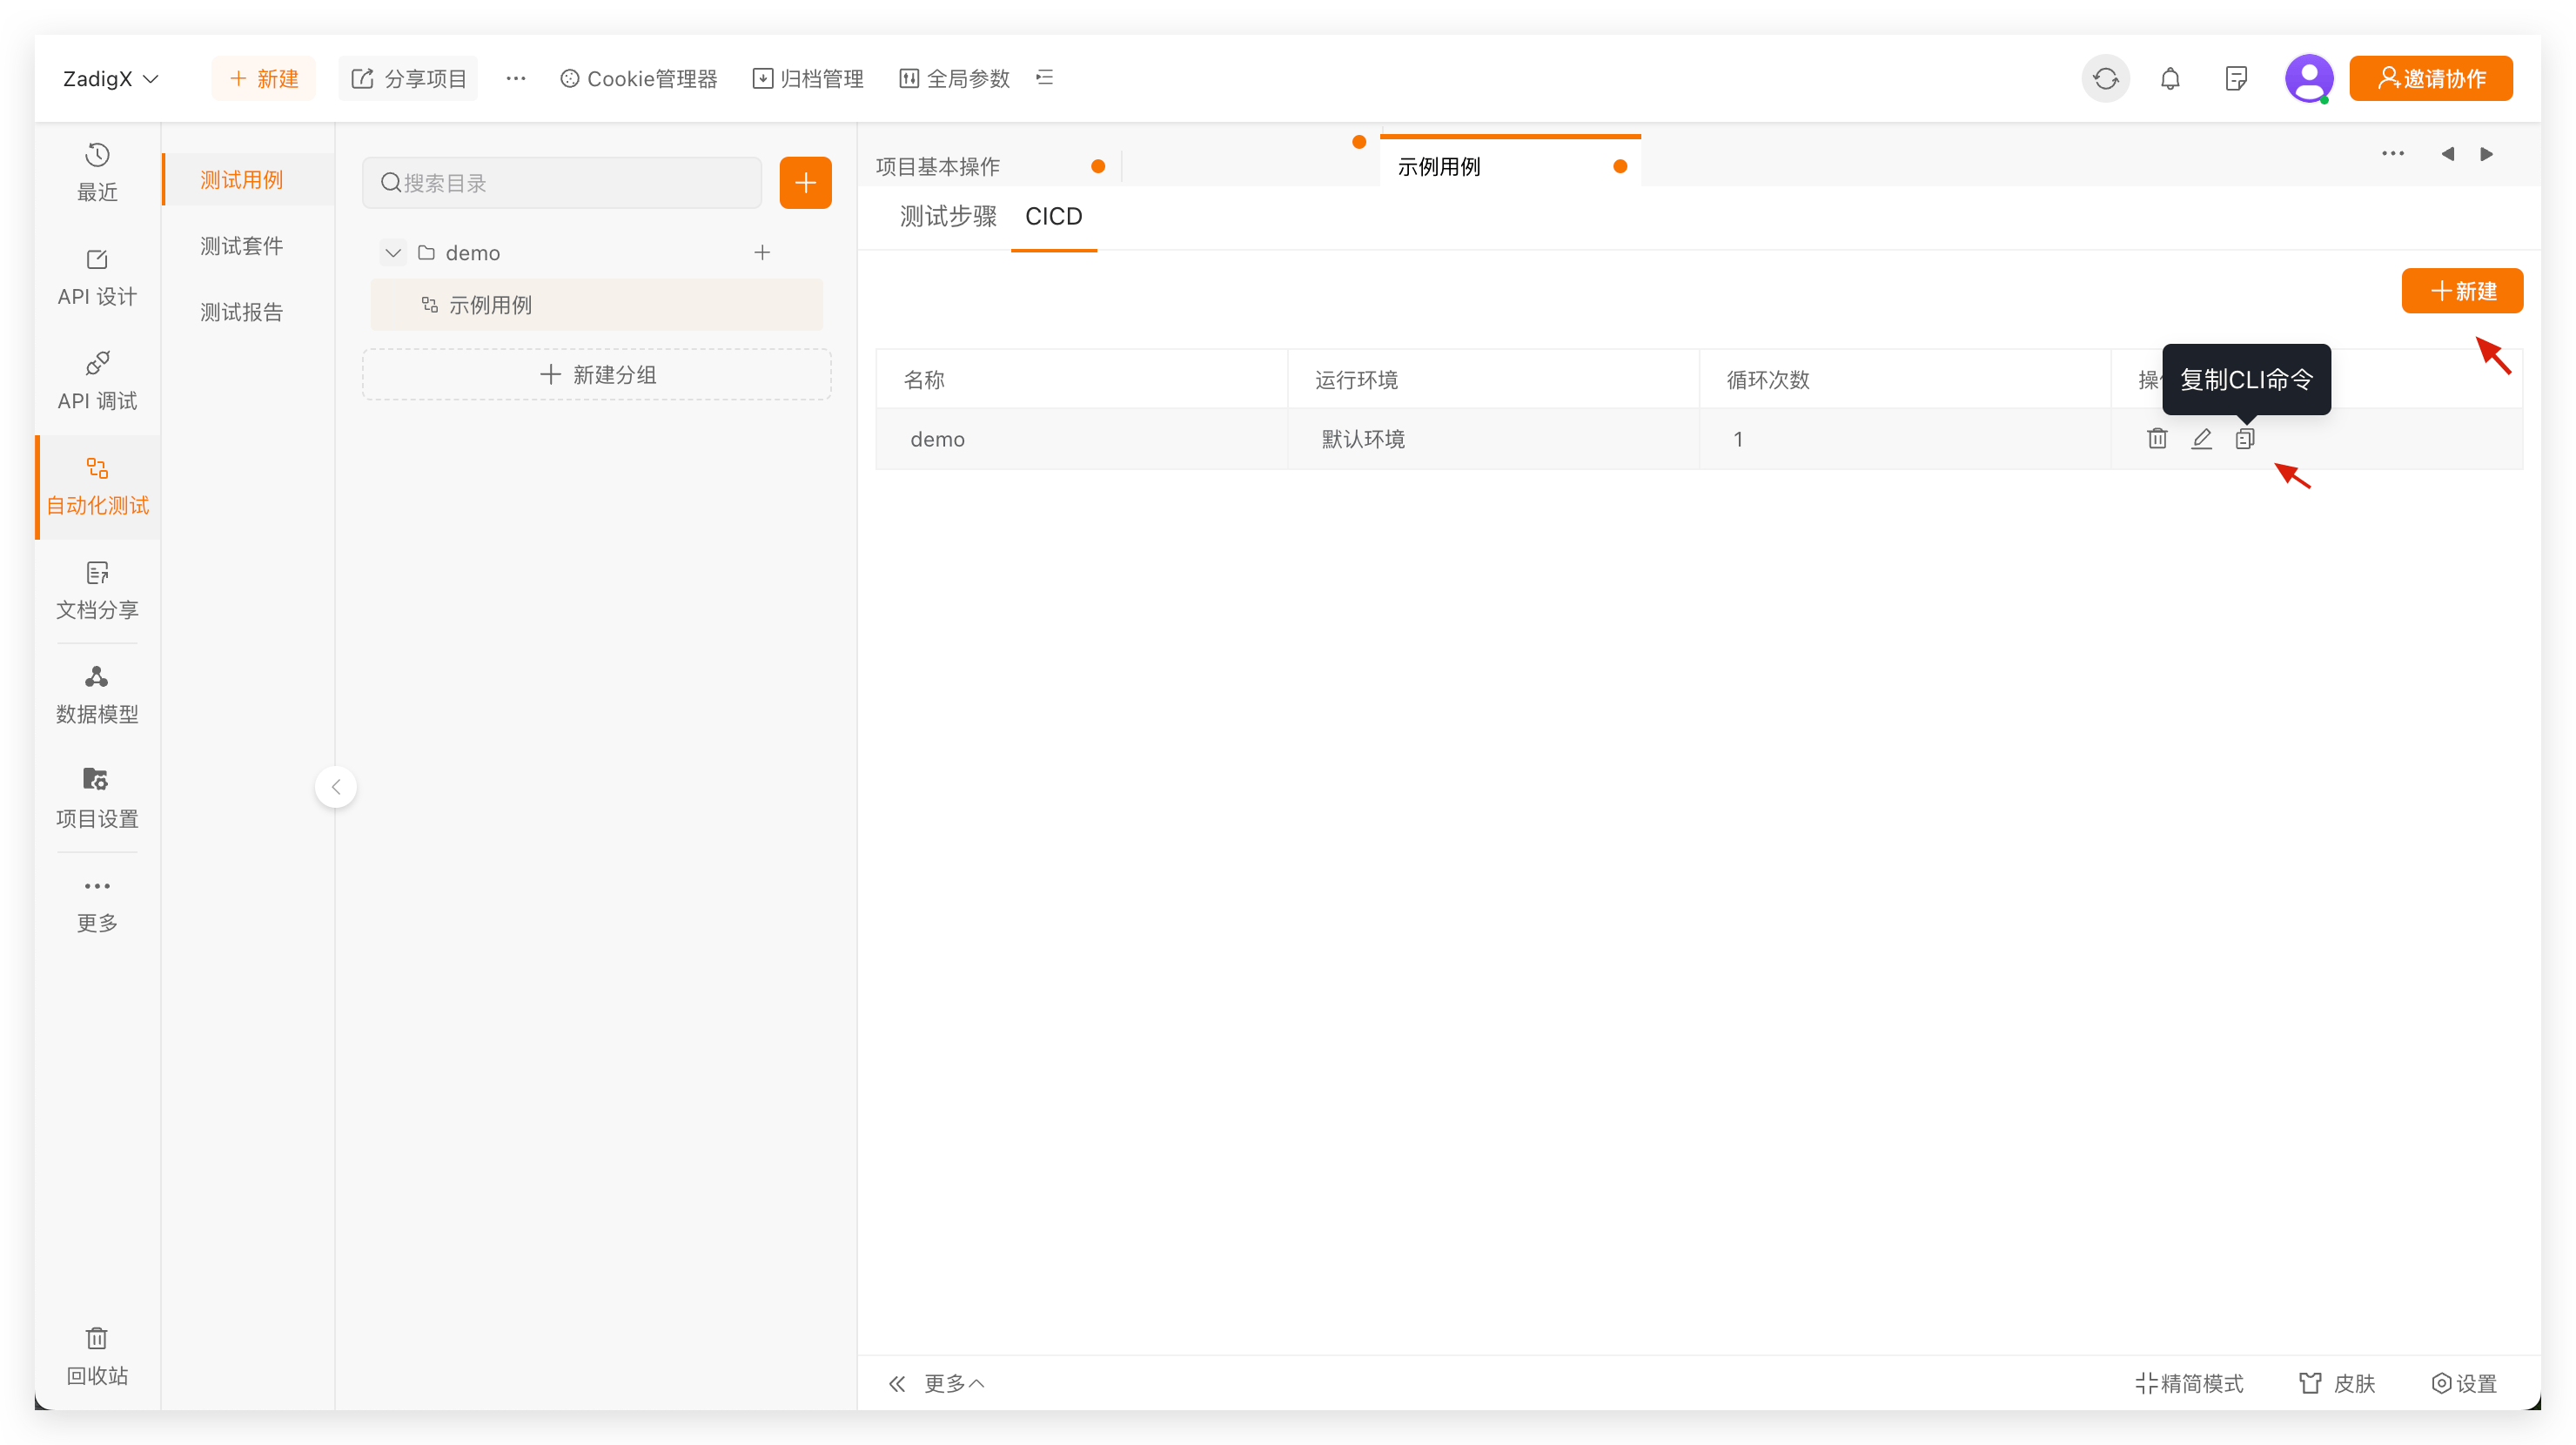 ZadigX
新建
分享项目
Cookie管理器
归档管理
全局参数
邀请协作
最近
API 设计
API 调试
自动化测试
文档分享
数据模型
项目设置
更多
回收站
测试用例
测试套件
测试报告
搜索目录
demo
示例用例
新建分组
项目基本操作
示例用例
测试步骤
CICD
新建
复制CLI命令
名称
运行环境
循环次数
demo
默认环境
1
更多
精简模式
皮肤
设置